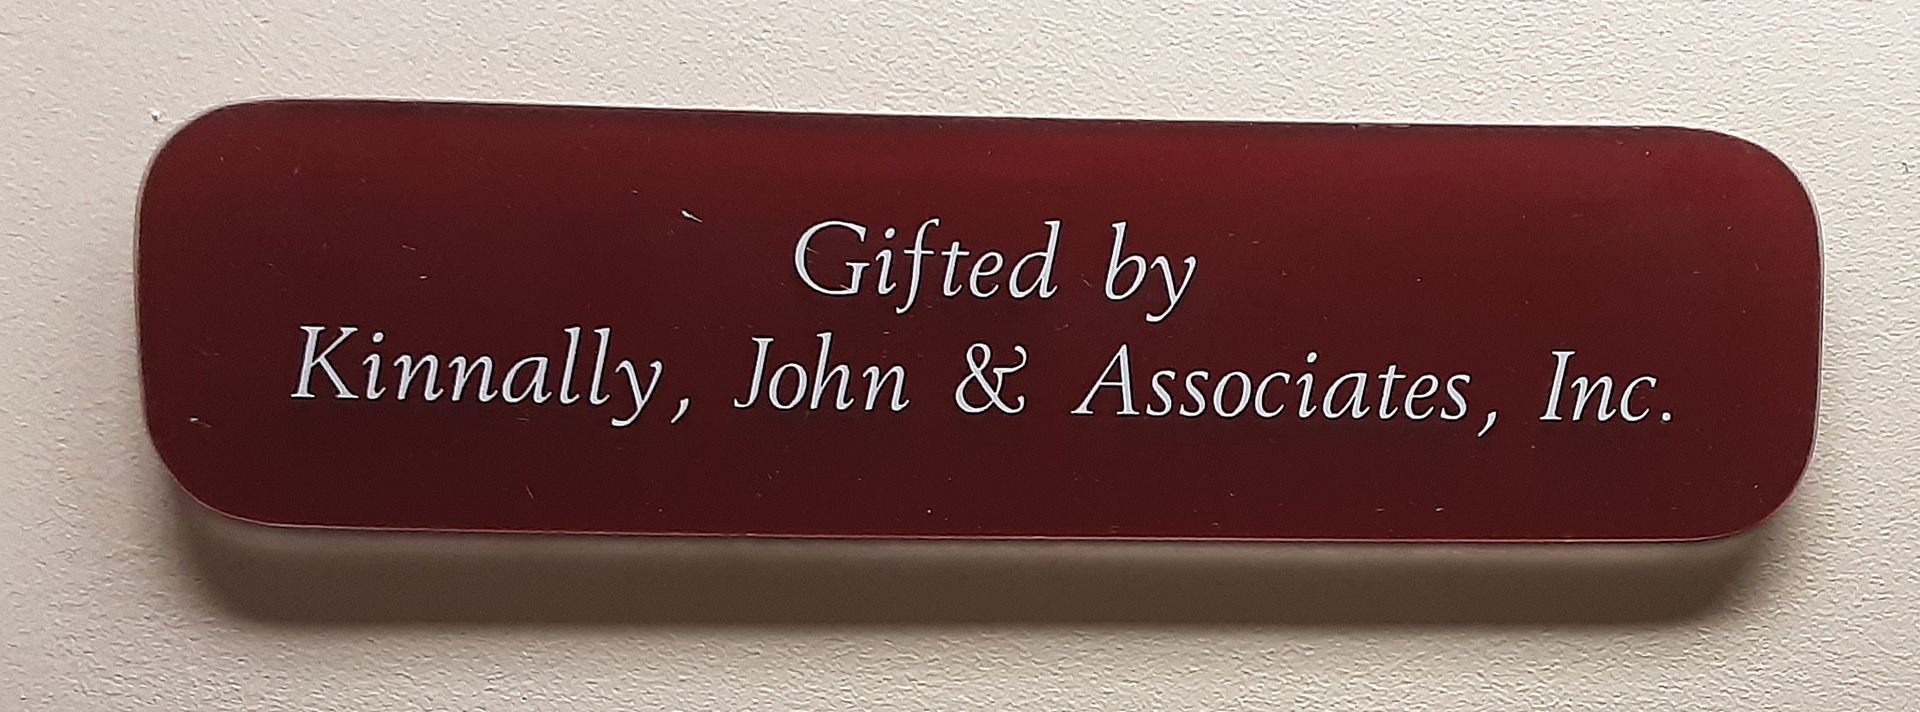 Gifted by
Kinnally, John & Associates, Inc.